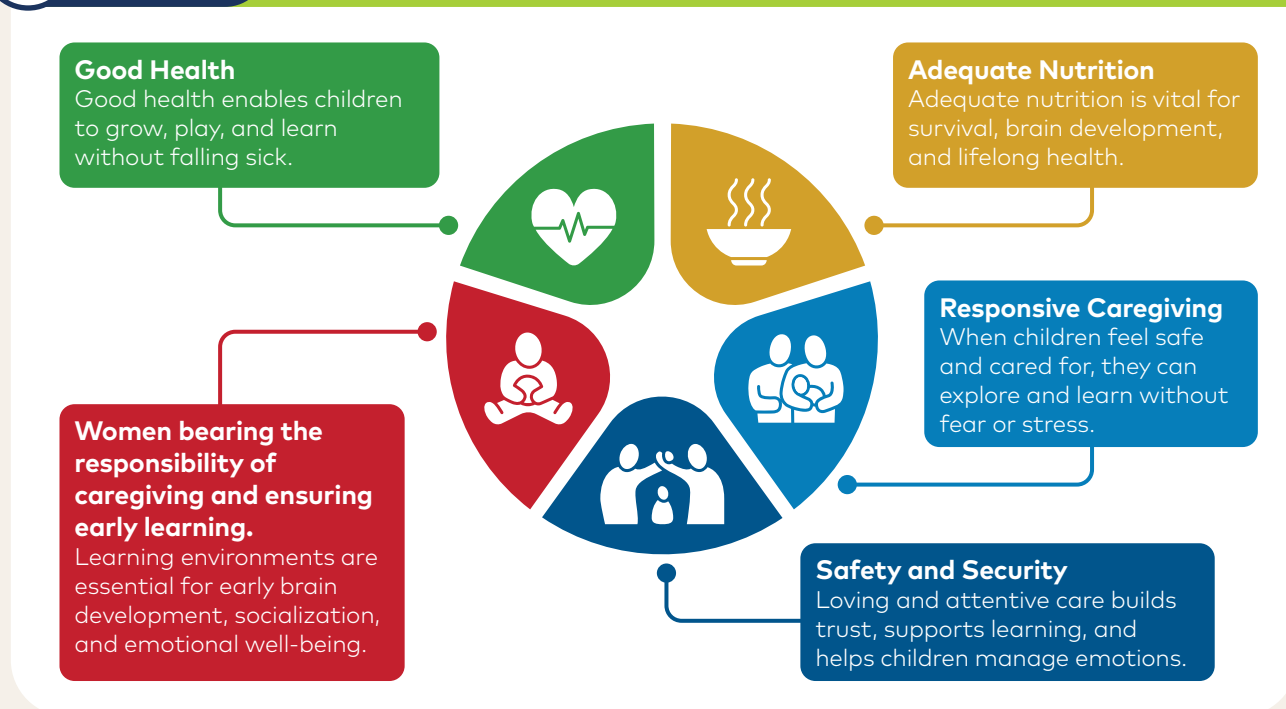 Good Health
Good health enables children
to grow, play, and learn
without falling sick.
Adequate Nutrition
Adequate nutrition is vital for
survival, brain development,
and lifelong health.
Responsive Caregiving
When children feel safe
and cared for, they can
explore and learn without
fear or stress.
Women bearing the
responsibility of
caregiving and ensuring
early learning.
Learning environments are
essential for early brain
development, socialization,
and emotional well-being.
Safety and Security
Loving and attentive care builds
trust, supports learning, and
helps children manage emotions.